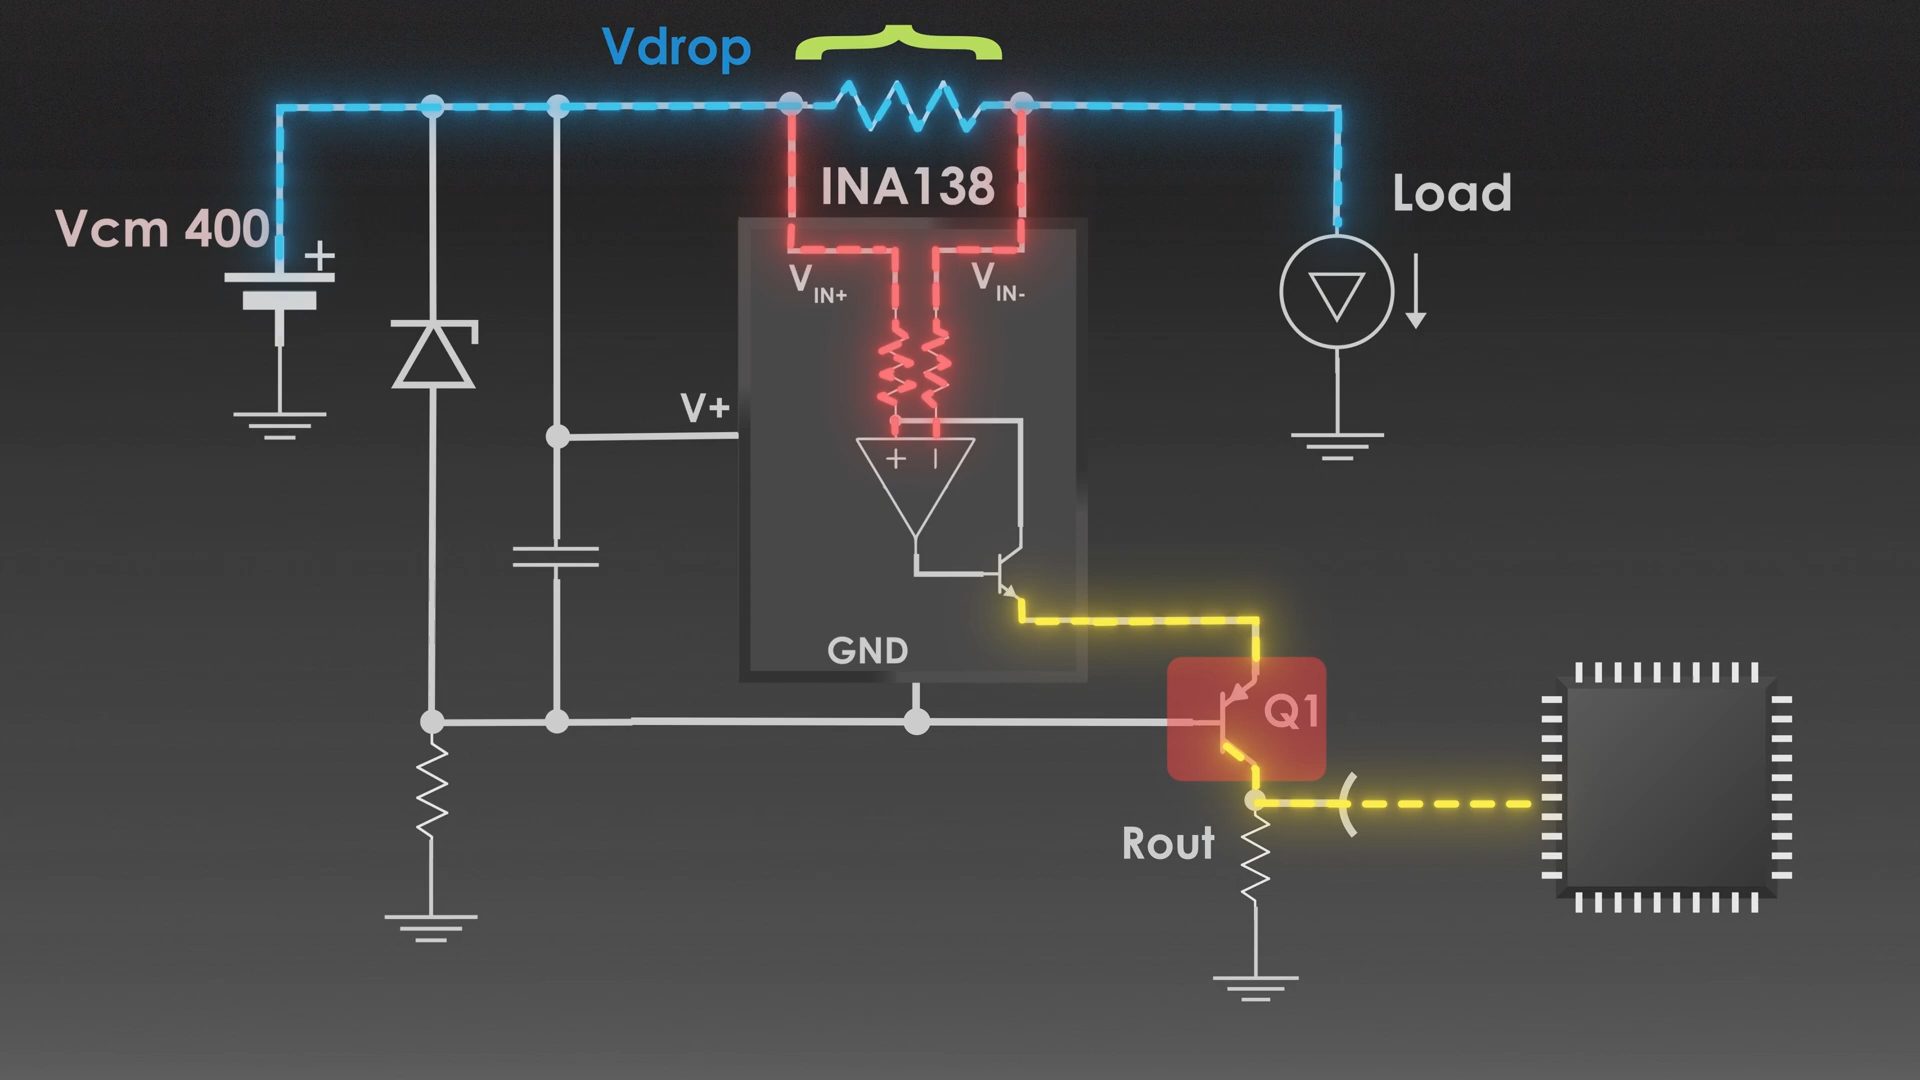 Vdrop
INA138
Vcm 400
+
Load
VIN+
VIN-
V+
+ |
GND
Q1
Rout